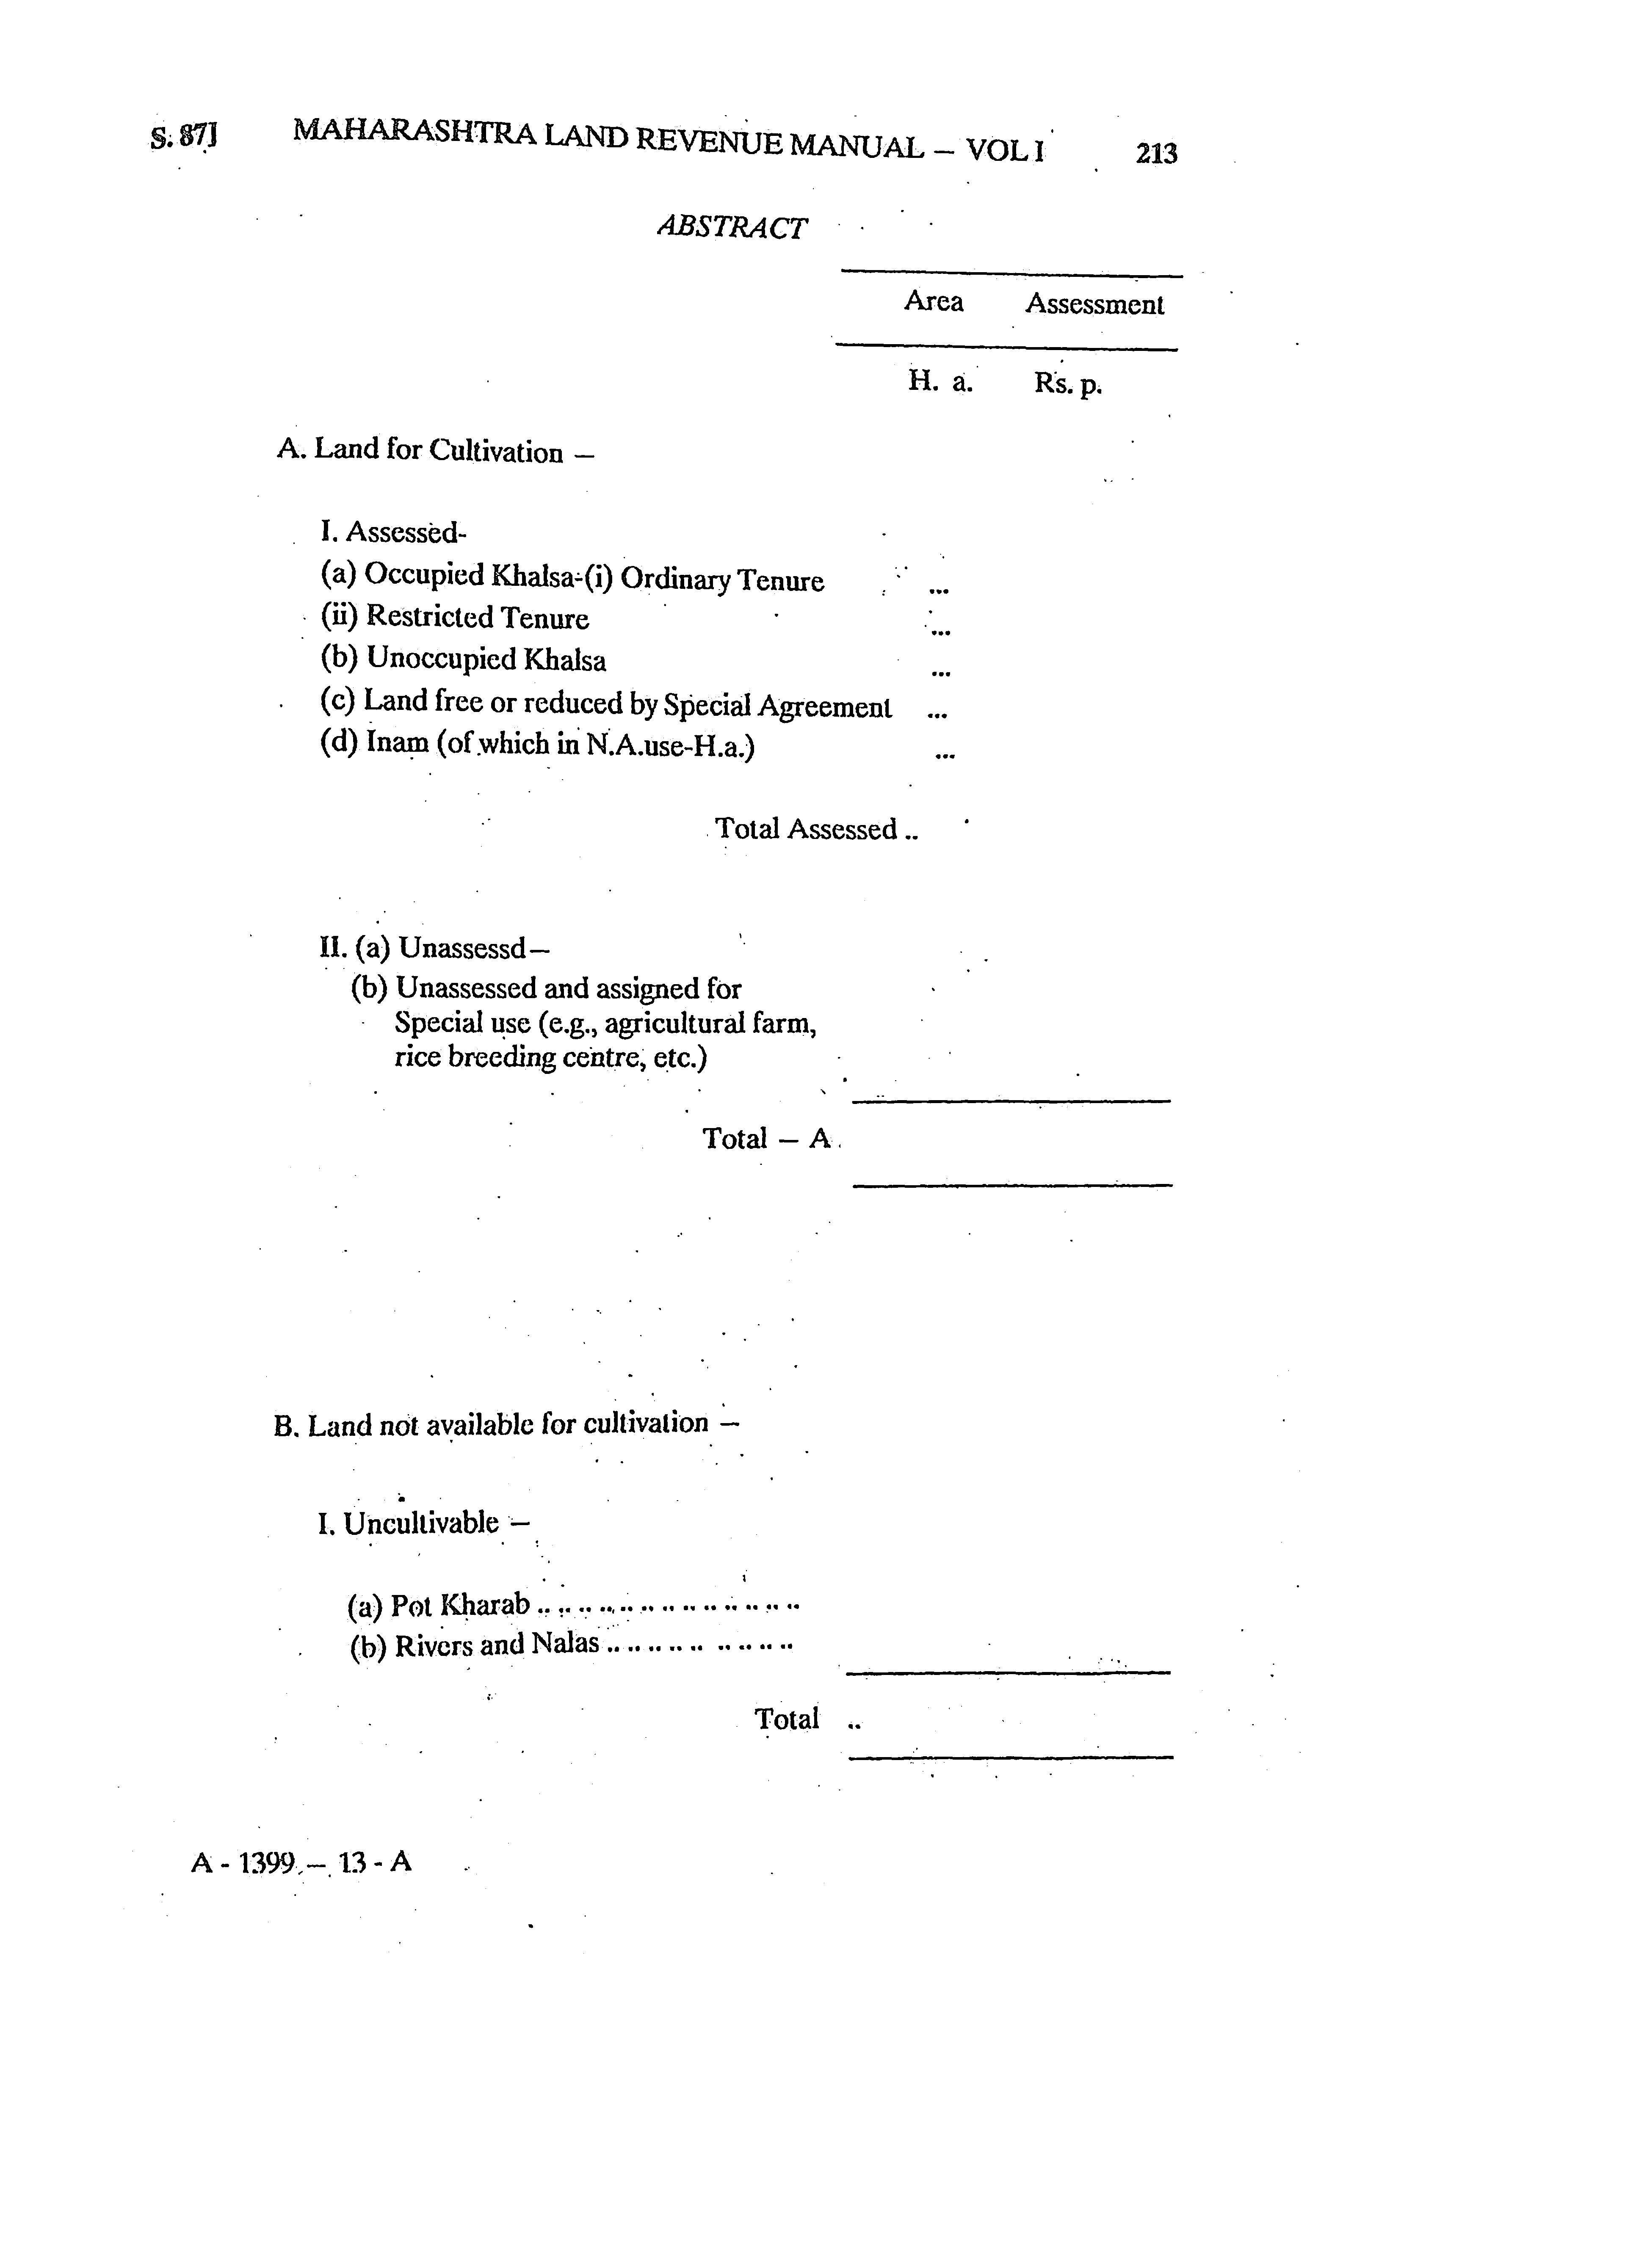 S. 87] MAHARASHTRA LAND REVENUE MANUAL — VOL I 213
ABSTRACT
Area Assessment
H. a. Rs. p.
A. Land for Cultivation —
I. Assessed-
(a) Occupied Khalsa-(i) Ordinary Tenure ...
(ii) Restricted Tenure ...
(b) Unoccupied Khalsa ...
(c) Land free or reduced by Special Agreement ...
(d) Inam (of which in N.A.use-H.a.) ...
Total Assessed ..
II. (a) Unassessd—
(b) Unassessed and assigned for
Special use (e.g., agricultural farm,
rice breeding centre, etc.)
Total — A
B. Land not available for cultivation —
I. Uncultivable —
(a) Pot Kharab .. .. .. .. .. .. .. .. .. .. .. .. ..
(b) Rivers and Nalas .. .. .. .. .. .. .. .. ..
Total ..
A - 1399 — 13 - A